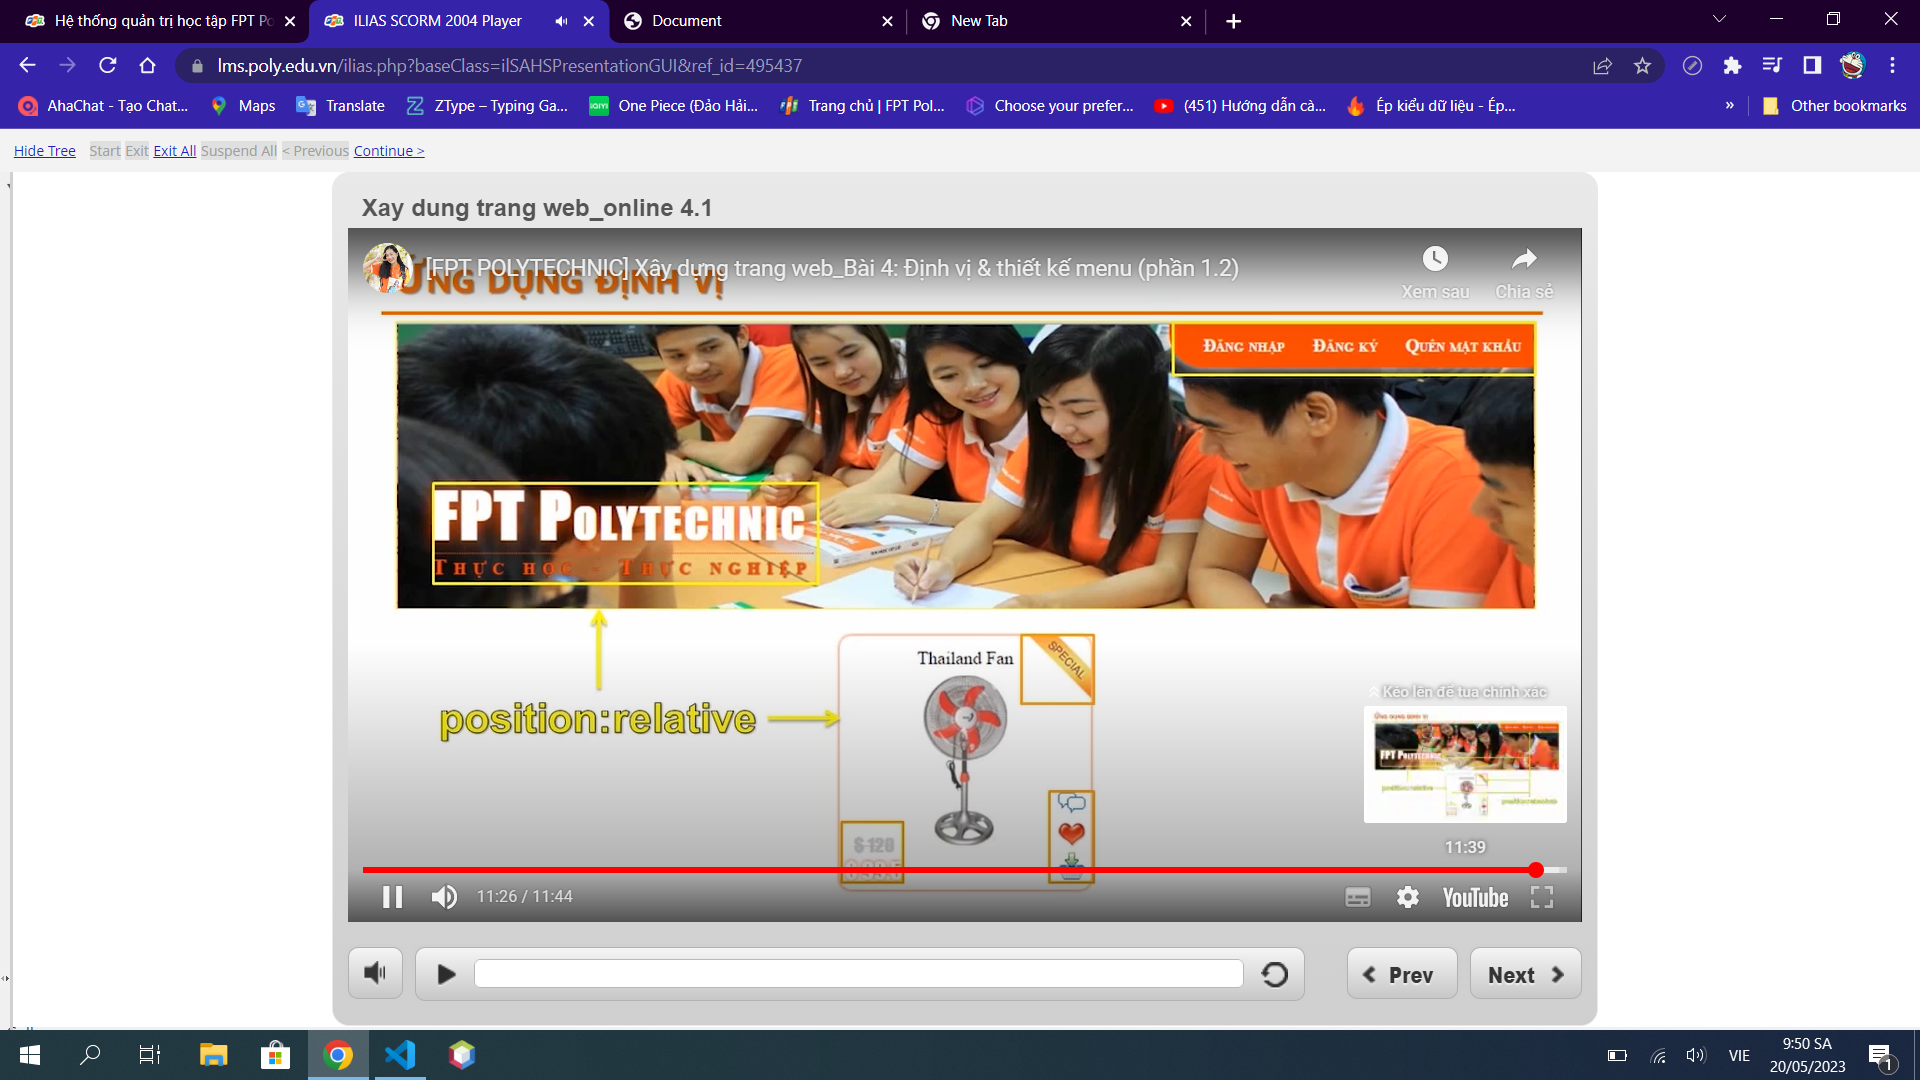 Hệ thống quản trị học tập FPT Po
ILIAS SCORM 2004 Player
Document
New Tab
lms.poly.edu.vn/ilias.php?baseClass=ilSAHSPresentationGUI&ref_id=495437
AhaChat - Tạo Chat...
Maps
Translate
ZType – Typing Ga...
One Piece (Đảo Hải...
Trang chủ | FPT Pol...
Choose your prefer...
(451) Hướng dẫn cà...
Ép kiểu dữ liệu - Ép...
»
Other bookmarks
Hide Tree Start Exit Exit All Suspend All < Previous Continue >
Xay dung trang web_online 4.1
[FPT POLYTECHNIC] Xây dựng trang web_Bài 4: Định vị & thiết kế menu (phần 1.2)
Xem sau
Chia sẻ
ỨNG DỤNG ĐỊNH VỊ
ĐĂNG NHẬP ĐĂNG KÝ QUÊN MẬT KHẨU
FPT POLYTECHNIC
THỰC HỌC - THỰC NGHIỆP
Thailand Fan
SPECIAL
Kéo lên để tua chính xác
position:relative
$ 120
11:39
11:26 / 11:44
YouTube
Prev
Next
9:50 SA
VIE
20/05/2023
1